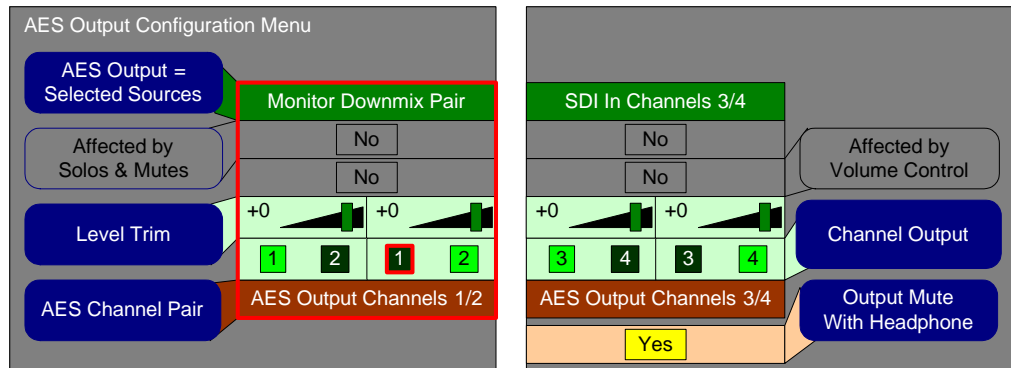 AES Output Configuration Menu
AES Output =
Selected Sources
Monitor Downmix Pair
SDI In Channels 3/4
Affected by
Solos & Mutes
No
No
No
No
Affected by
Volume Control
Level Trim
+0
+0
+0
+0
1
2
1
2
3
4
3
4
Channel Output
AES Channel Pair
AES Output Channels 1/2
AES Output Channels 3/4
Output Mute
With Headphone
Yes